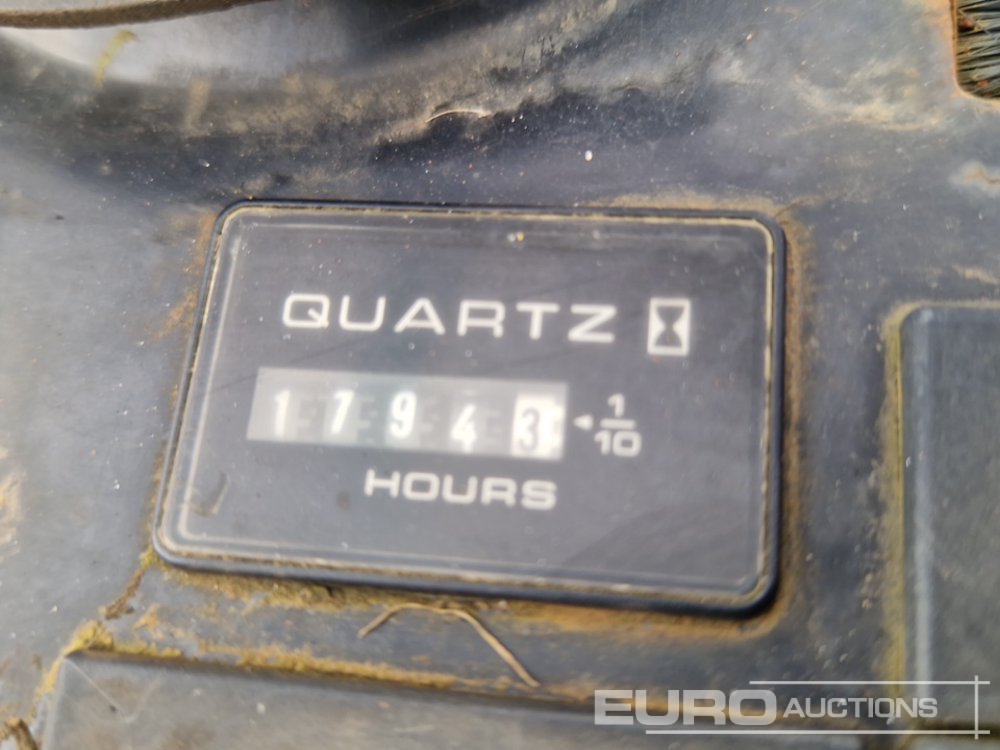 QUARTZ
17943 1/10
HOURS
EURO AUCTIONS